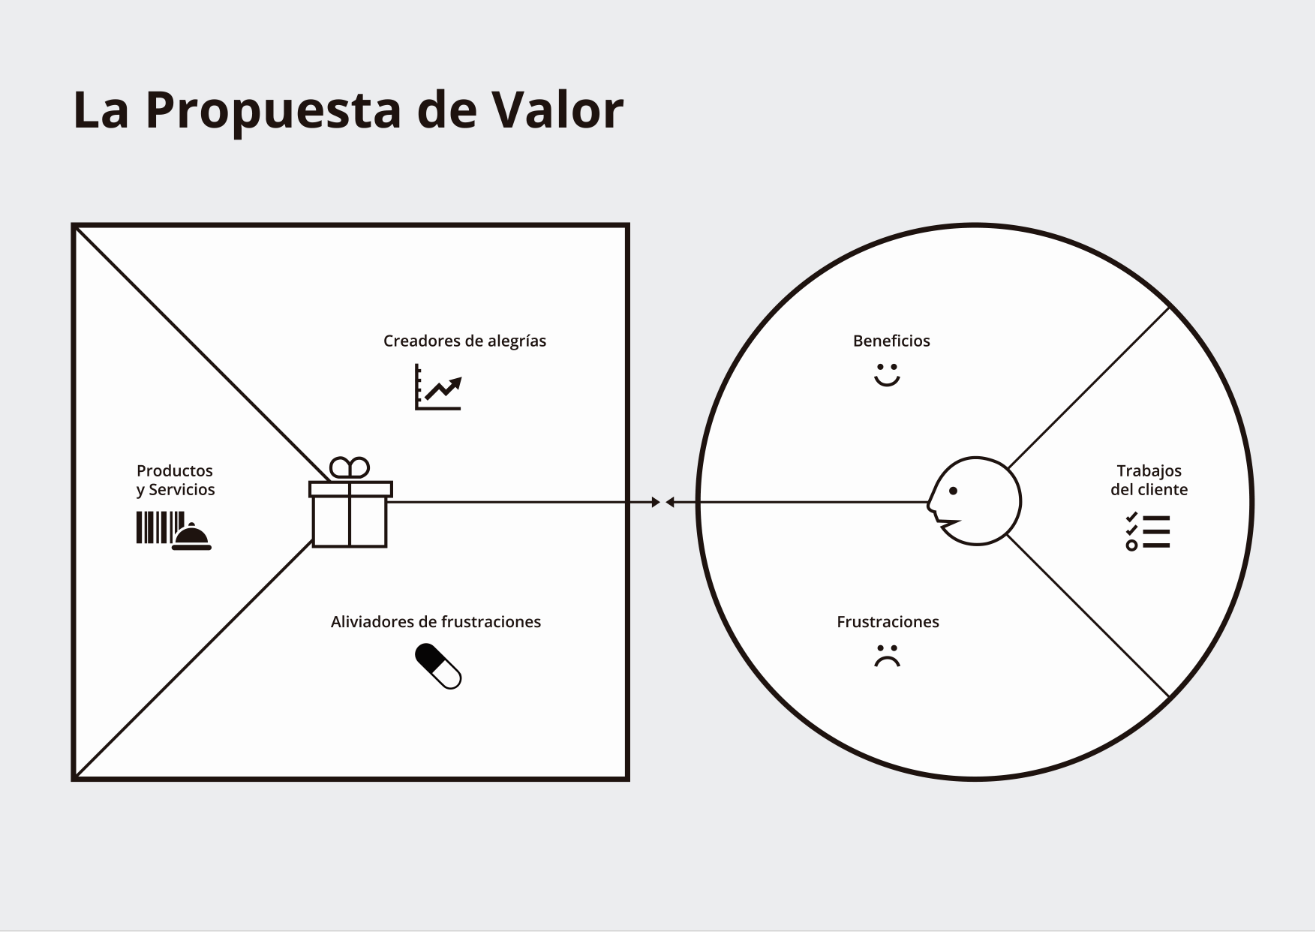 La Propuesta de Valor
Creadores de alegrías
Productos
y Servicios
Aliviadores de frustraciones
Beneficios
Trabajos
del cliente
Frustraciones